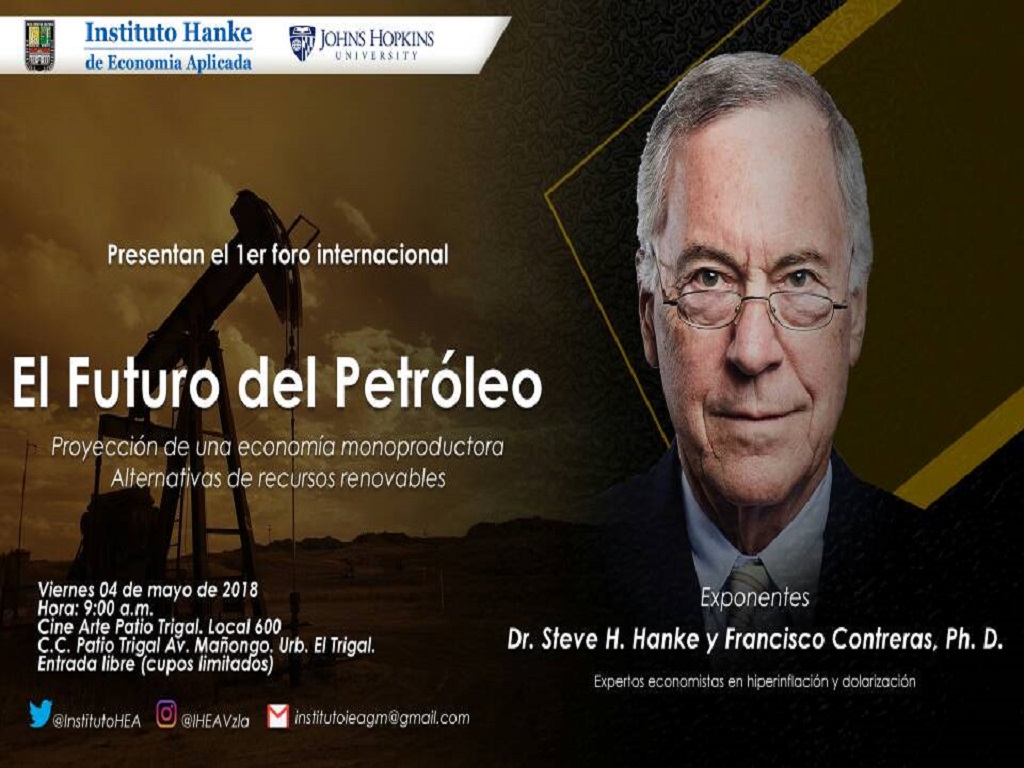 Instituto Hanke
de Economia Aplicada
JOHNS HOPKINS
UNIVERSITY
Presentan el 1er foro internacional
El Futuro del Petróleo
Proyección de una economía monoproductora
Alternativas de recursos renovables
Viernes 04 de mayo de 2018
Hora: 9:00 a.m.
Cine Arte Patio Trigal. Local 600
C.C. Patio Trigal Av. Mañongo. Urb. El Trigal.
Entrada libre (cupos limitados)
@InstitutoHEA @IHEAVzla institutoieagm@gmail.com
Exponentes
Dr. Steve H. Hanke y Francisco Contreras, Ph. D.
Expertos economistas en hiperinflación y dolarización